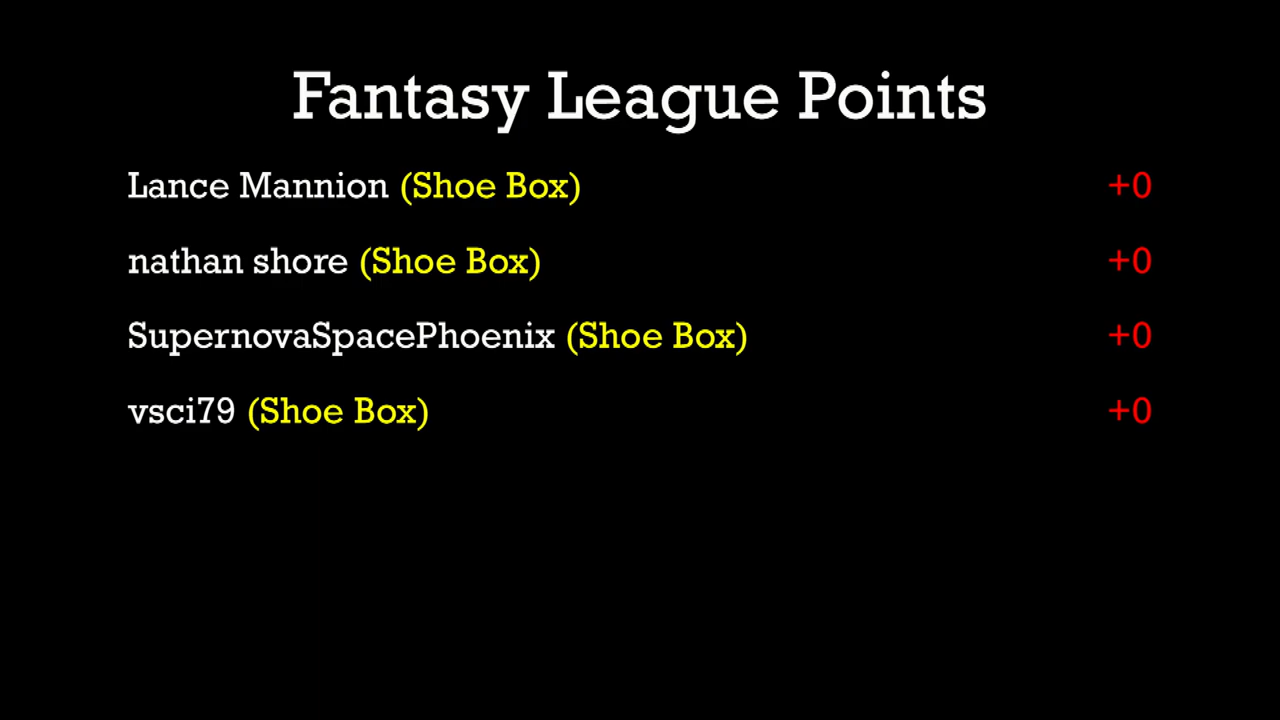 Fantasy League Points
Lance Mannion (Shoe Box) +0
nathan shore (Shoe Box) +0
SupernovaSpacePhoenix (Shoe Box) +0
vsci79 (Shoe Box) +0